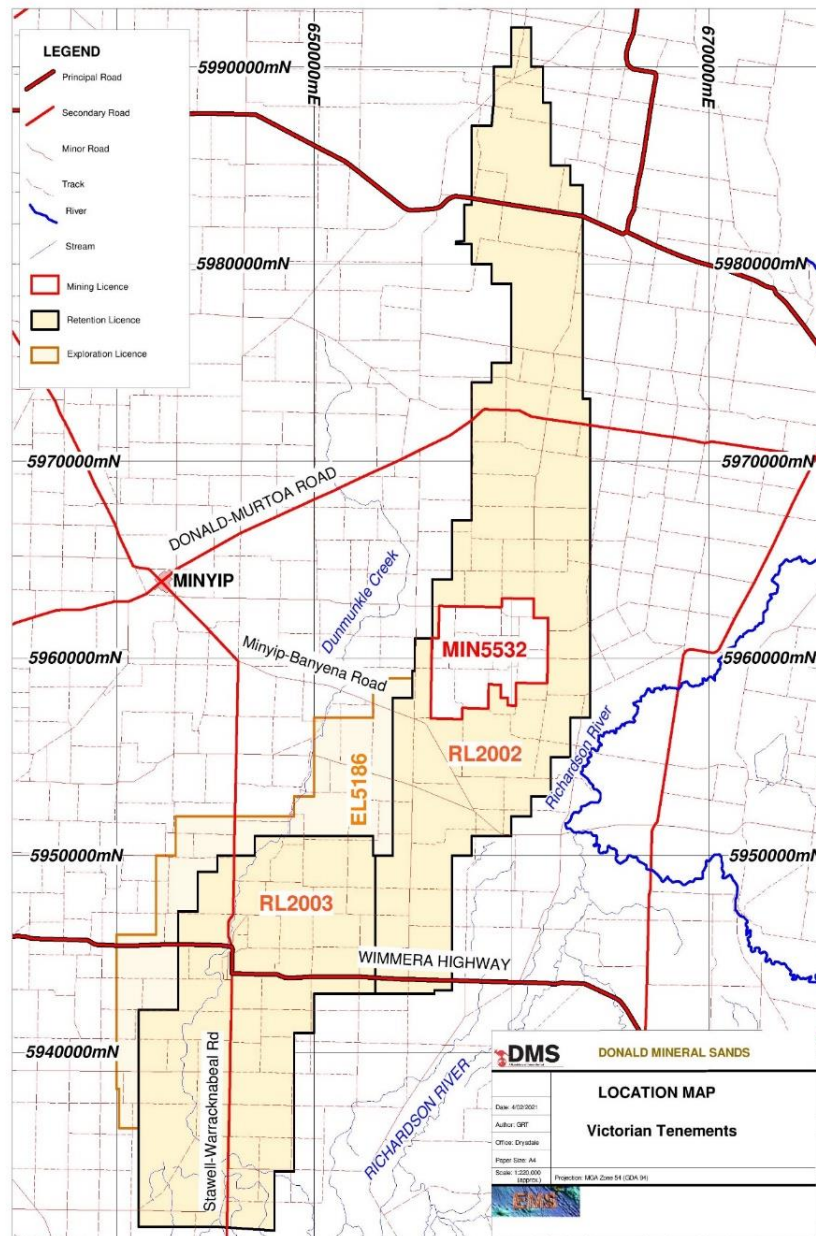 LEGEND
Principal Road
Secondary Road
Minor Road
Track
River
Stream
Mining Licence
Retention Licence
Exploration Licence
650000mE
670000mE
5990000mN
5980000mN
5980000mN
5970000mN
5970000mN
DONALD-MURTOA ROAD
MINYIP
Dunmunkle Creek
Minyip-Banyena Road
5960000mN
5960000mN
MIN5532
RL2002
EL5186
Richardson River
5950000mN
5950000mN
RL2003
WIMMERA HIGHWAY
5940000mN
Stawell-Warracknabeal Rd
RICHARDSON RIVER
DMS
DONALD MINERAL SANDS
LOCATION MAP
Victorian Tenements
Date: 4/02/2021
Author: GRT
Office: Drysdale
Paper Size: A4
Scale: 1:220,000
(approx.)
Projection: MGA Zone 54 (GDA 94)
EMS